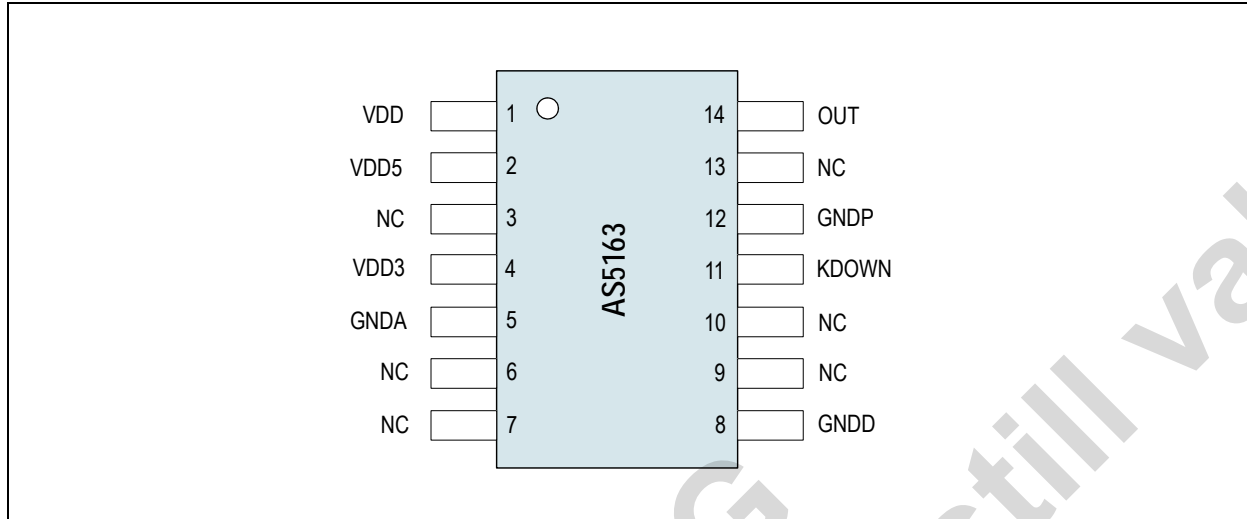 VDD 1 14 OUT
VDD5 2 13 NC
NC 3 12 GNDP
VDD3 4 11 KDOWN
GNDA 5 10 NC
NC 6 9 NC
NC 7 8 GNDD
AS5163
G
still